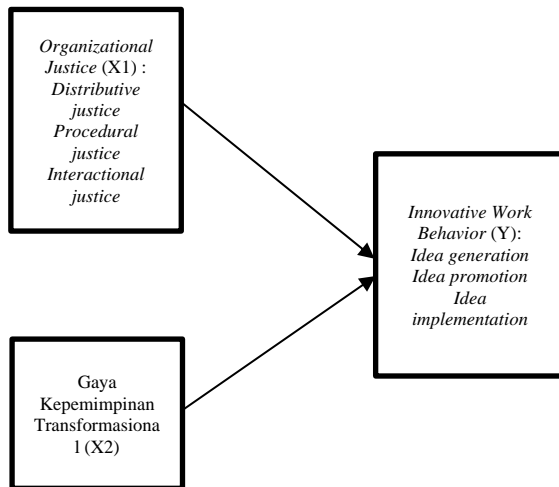 Organizational
Justice (X1) :
Distributive
justice
Procedural
justice
Interactional
justice
Innovative Work
Behavior (Y):
Idea generation
Idea promotion
Idea
implementation
Gaya
Kepemimpinan
Transformasiona
l (X2)